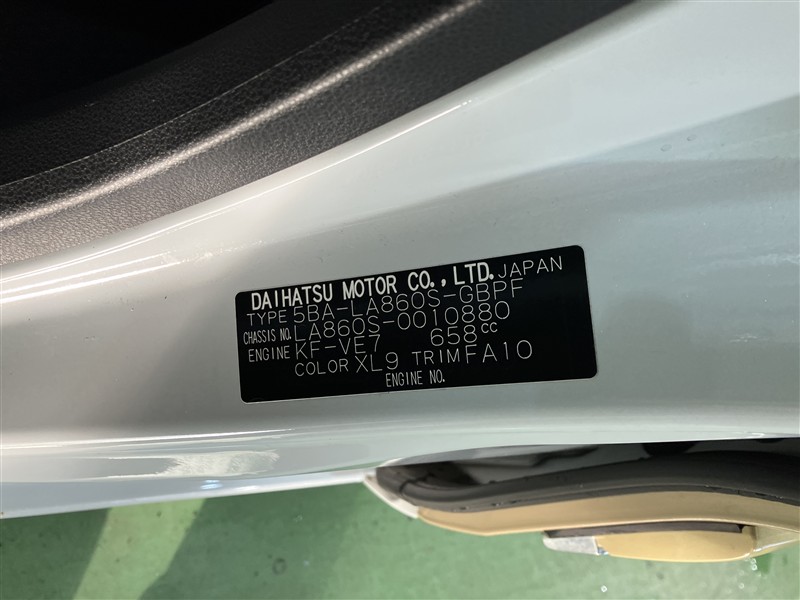 DAIHATSU MOTOR CO., LTD. JAPAN
TYPE 5BA-LA860S-GBPF
CHASSIS NO. LA860S-0010880
ENGINE KF-VE7 658cc
COLOR XL9 TRIM FA10
ENGINE NO.